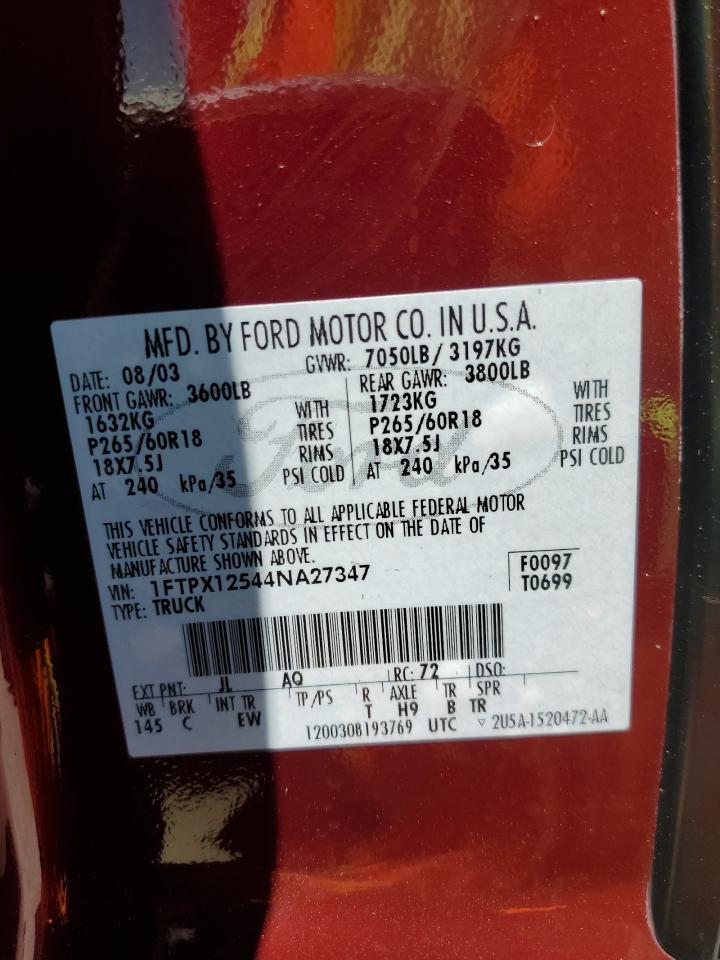 MFD. BY FORD MOTOR CO. IN U.S.A.
DATE: 08/03 GVWR: 7050LB/ 3197KG
FRONT GAWR: 3600LB REAR GAWR: 3800LB
1632KG WITH 1723KG WITH
P265/60R18 TIRES P265/60R18 TIRES
18X7.5J RIMS 18X7.5J RIMS
AT 240 kPa/35 PSI COLD AT 240 kPa/35 PSI COLD
Ford
THIS VEHICLE CONFORMS TO ALL APPLICABLE FEDERAL MOTOR
VEHICLE SAFETY STANDARDS IN EFFECT ON THE DATE OF
MANUFACTURE SHOWN ABOVE.
VIN: 1FTPX12544NA27347 F0097
TYPE: TRUCK T0699
EXT PNT: JL AQ RC: 72 DSO:
WB BRK INT TR TP/PS R AXLE TR SPR
145 C EW T H9 B TR
1200308193769 UTC ▽ 2U5A-1520472-AA